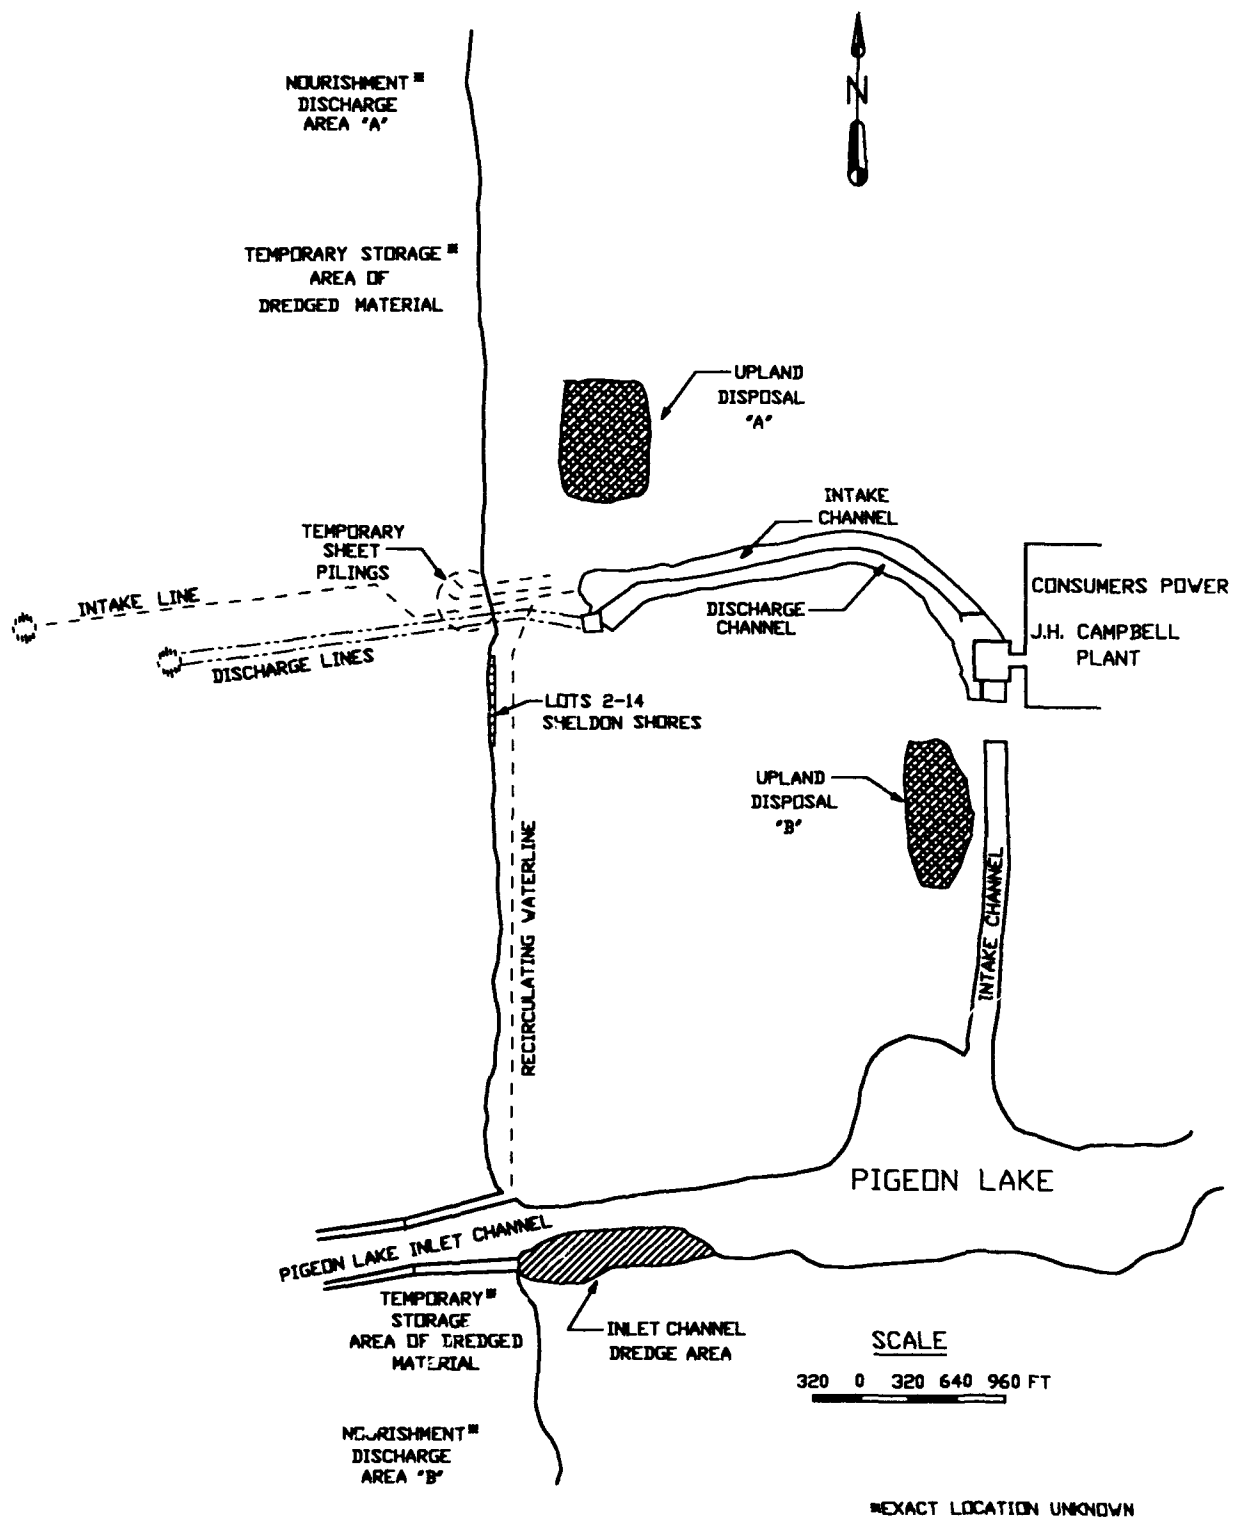 NOURISHMENT*
DISCHARGE
AREA "A"
N
TEMPORARY STORAGE*
AREA OF
DREDGED MATERIAL
UPLAND
DISPOSAL
"A"
INTAKE
CHANNEL
TEMPORARY
SHEET
PILINGS
INTAKE LINE
DISCHARGE LINES
DISCHARGE
CHANNEL
CONSUMERS POWER
J.H. CAMPBELL
PLANT
LOTS 2-14
SHELDON SHORES
UPLAND
DISPOSAL
"B"
RECIRCULATING WATERLINE
INTAKE CHANNEL
PIGEON LAKE
PIGEON LAKE INLET CHANNEL
TEMPORARY*
STORAGE
AREA OF DREDGED
MATERIAL
INLET CHANNEL
DREDGE AREA
SCALE
320 0 320 640 960 FT
NOURISHMENT*
DISCHARGE
AREA "B"
*EXACT LOCATION UNKNOWN